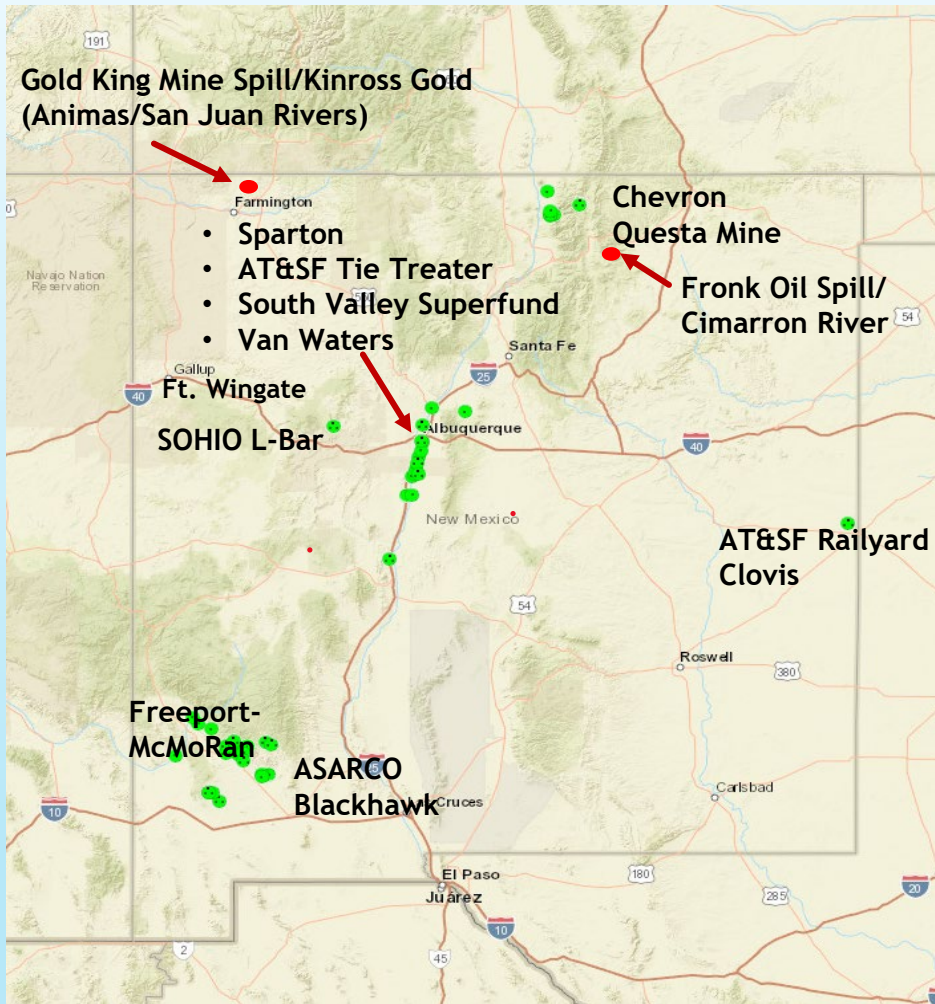 191
Gold King Mine Spill/Kinross Gold
(Animas/San Juan Rivers)
Farmington
Chevron
Questa Mine
• Sparton
• AT&SF Tie Treater
• South Valley Superfund
• Van Waters
Navajo Nation
Reservation
Fronk Oil Spill/
Cimarron River
54
Santa Fe
25
Gallup
40
Ft. Wingate
SOHIO L-Bar
Albuquerque
40
New Mexico
AT&SF Railyard
Clovis
54
Roswell
380
Freeport-
McMoRan
ASARCO
Blackhawk
Carlsbad
Cruces
10
El Paso
Juárez
180
285
20
10
2
45